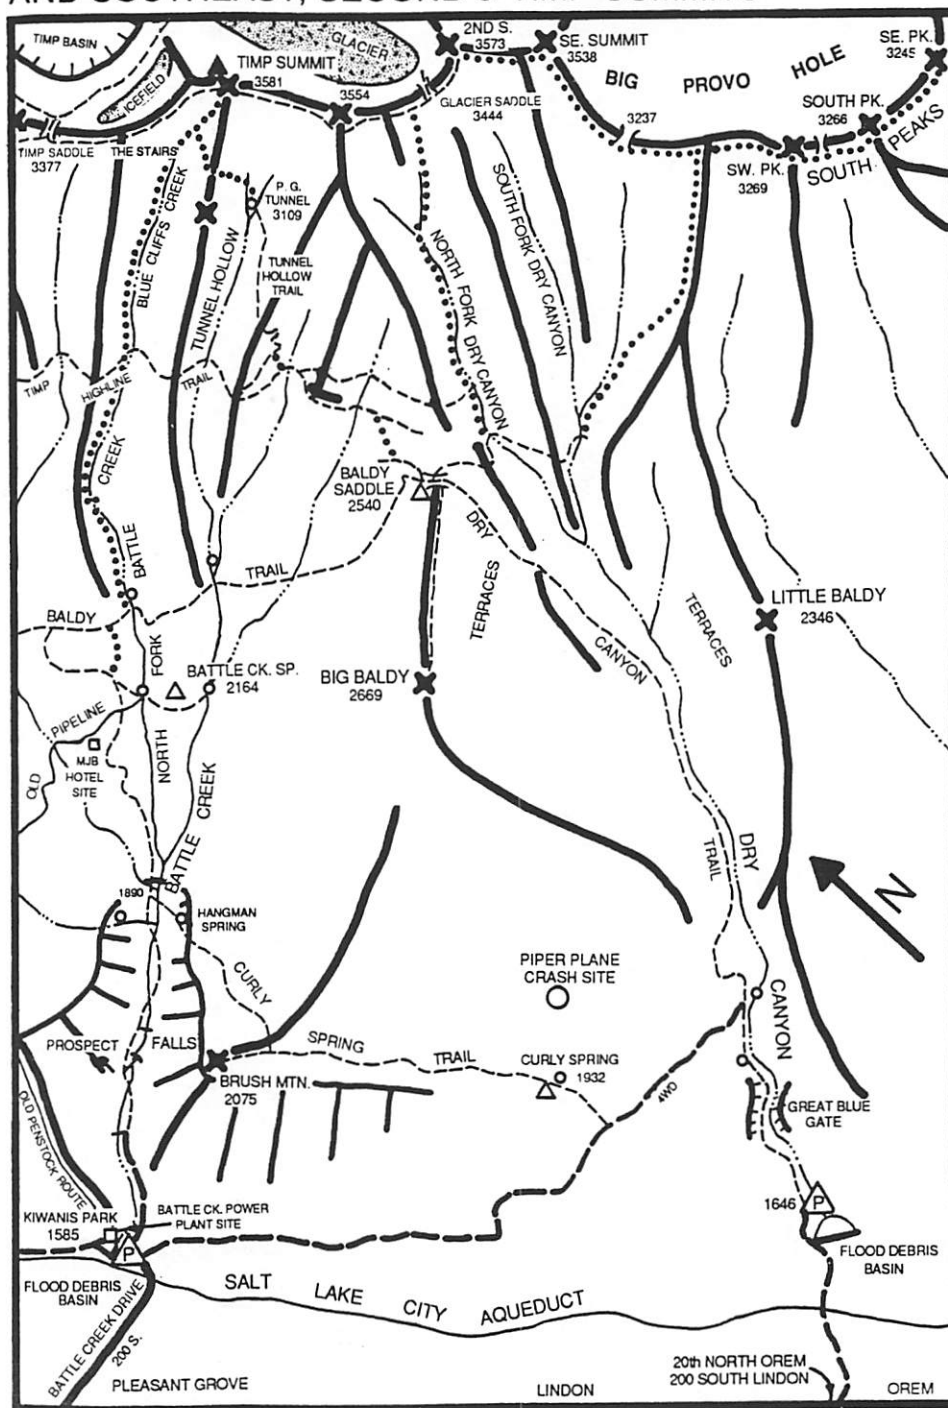 TIMP BASIN
GLACIER
2ND S.
3573
SE. SUMMIT
3538
SE. PK.
3245
TIMP SUMMIT
3581
BIG PROVO HOLE
ICEFIELD
3554
GLACIER SADDLE
3444
3237
SOUTH PK.
3266
TIMP SADDLE
3377
THE STAIRS
SW. PK.
3269
SOUTH PEAKS
P. G.
TUNNEL
3109
BLUE CLIFFS CREEK
TUNNEL HOLLOW
TUNNEL
HOLLOW
TRAIL
NORTH FORK DRY CANYON
SOUTH FORK DRY CANYON
TIMP HIGHLINE TRAIL
BALDY
SADDLE
2540
NORTH FORK BATTLE CREEK
BALDY TRAIL
DRY CANYON TRAIL
TERRACES
TERRACES
LITTLE BALDY
2346
BATTLE CK. SP.
2164
BIG BALDY
2669
OLD PIPELINE
MJB
HOTEL
SITE
BATTLE CREEK
1890
HANGMAN
SPRING
DRY CANYON
N
PIPER PLANE
CRASH SITE
CURLY SPRING TRAIL
PROSPECT
FALLS
CURLY SPRING
1932
BRUSH MTN.
2075
4WD
GREAT BLUE
GATE
OLD PENSTOCK ROUTE
KIWANIS PARK
1585
BATTLE CK. POWER
PLANT SITE
P
1646
P
FLOOD DEBRIS
BASIN
FLOOD DEBRIS
BASIN
SALT LAKE CITY AQUEDUCT
BATTLE CREEK DRIVE
200 S.
20th NORTH OREM
200 SOUTH LINDON
PLEASANT GROVE
LINDON
OREM